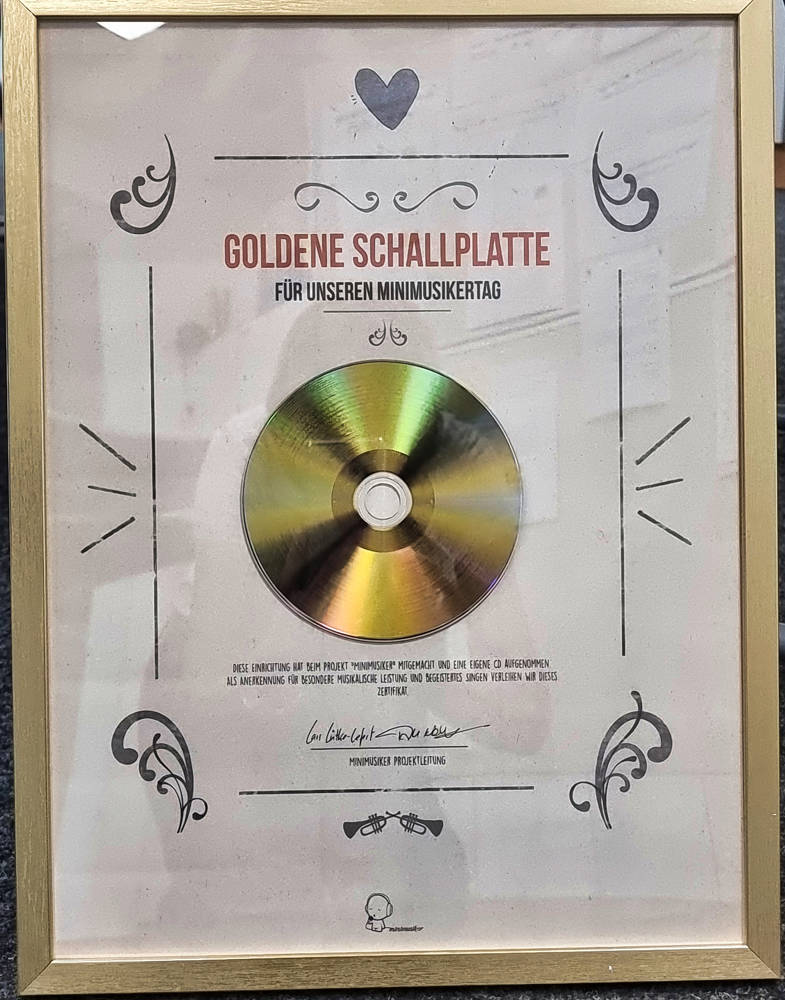 GOLDENE SCHALLPLATTE
FÜR UNSEREN MINIMUSIKERTAG
DIESE EINRICHTUNG HAT BEIM PROJEKT "MINIMUSIKER" MITGEMACHT UND EINE EIGENE CD AUFGENOMMEN.
ALS ANERKENNUNG FÜR BESONDERE MUSIKALISCHE LEISTUNG UND BEGEISTERTES SINGEN VERLEIHEN WIR DIESES
ZERTIFIKAT.
MINIMUSIKER PROJEKTLEITUNG
minimusiker